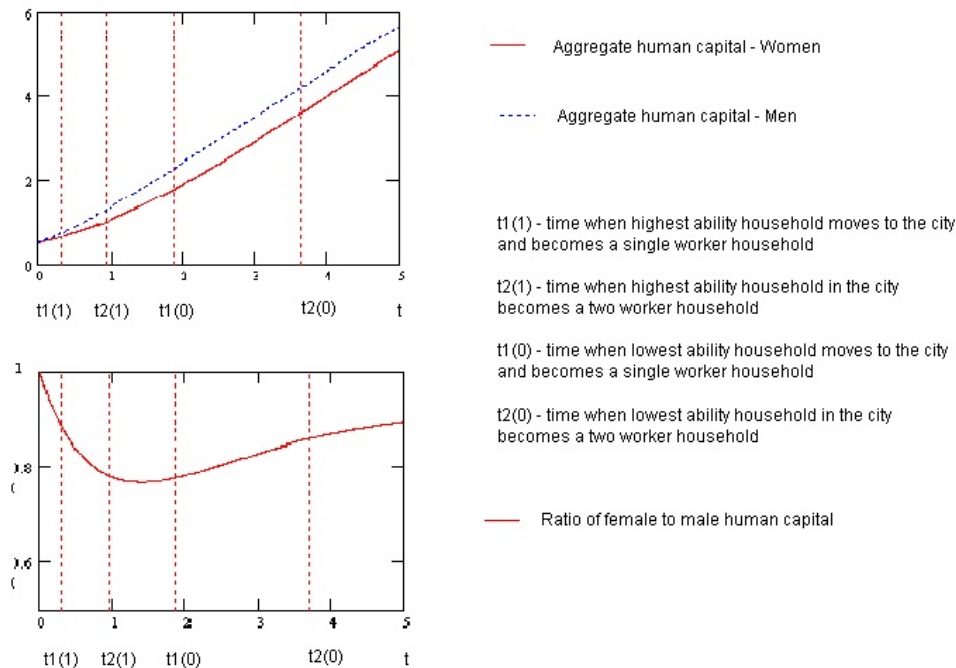 6
4
2
0
0
1
3
4
5
t1(1)
t2(1)
t1(0)
t2(0)
t
Aggregate human capital - Women
Aggregate human capital - Men
t1(1) - time when highest ability household moves to the city
and becomes a single worker household
t2(1) - time when highest ability household in the city
becomes a two worker household
t1(0) - time when lowest ability household moves to the city
and becomes a single worker household
t2(0) - time when lowest ability household in the city
becomes a two worker household
1
0.8
0.6
0
1
2
3
4
5
t1(1)
t2(1)
t1(0)
t2(0)
t
Ratio of female to male human capital